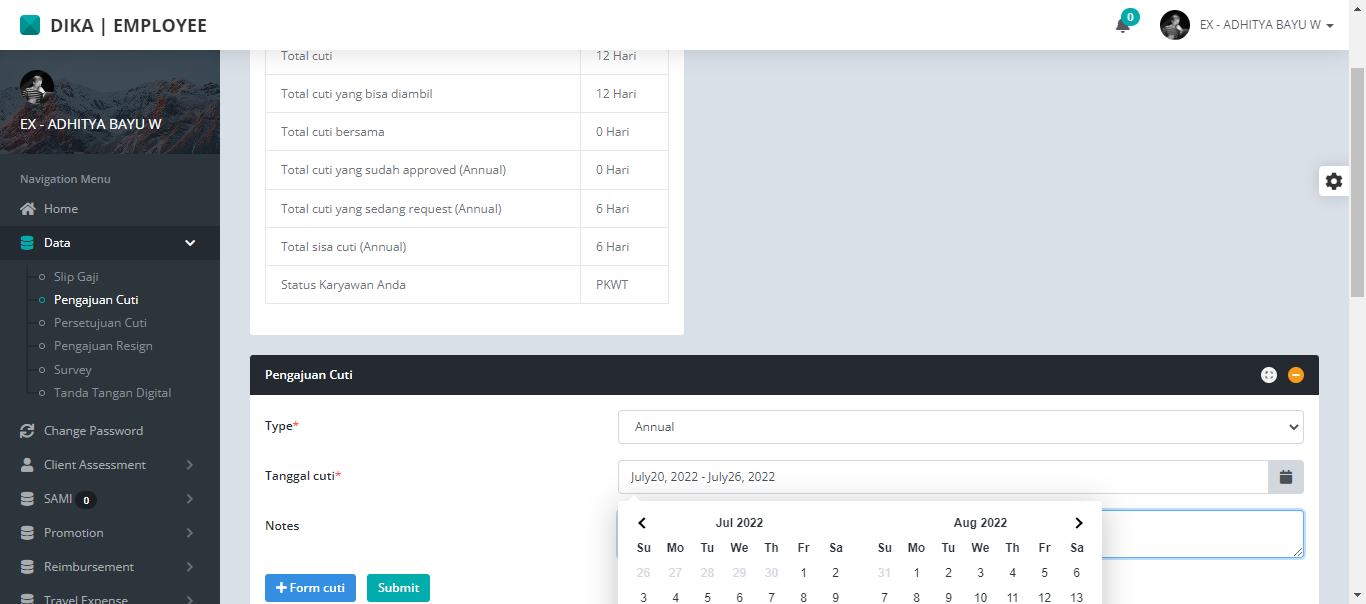 DIKA | EMPLOYEE
0
EX - ADHITYA BAYU W
EX - ADHITYA BAYU W
Navigation Menu
Home
Data
Slip Gaji
Pengajuan Cuti
Persetujuan Cuti
Pengajuan Resign
Survey
Tanda Tangan Digital
Change Password
Client Assessment
SAMI 0
Promotion
Reimbursement
Travel Expense
Total cuti 12 Hari
Total cuti yang bisa diambil 12 Hari
Total cuti bersama 0 Hari
Total cuti yang sudah approved (Annual) 0 Hari
Total cuti yang sedang request (Annual) 6 Hari
Total sisa cuti (Annual) 6 Hari
Status Karyawan Anda PKWT
Pengajuan Cuti
Type* Annual
Tanggal cuti* July20, 2022 - July26, 2022
Notes
Jul 2022 Aug 2022
Su Mo Tu We Th Fr Sa Su Mo Tu We Th Fr Sa
26 27 28 29 30 1 2 31 1 2 3 4 5 6
3 4 5 6 7 8 9 7 8 9 10 11 12 13
+ Form cuti Submit